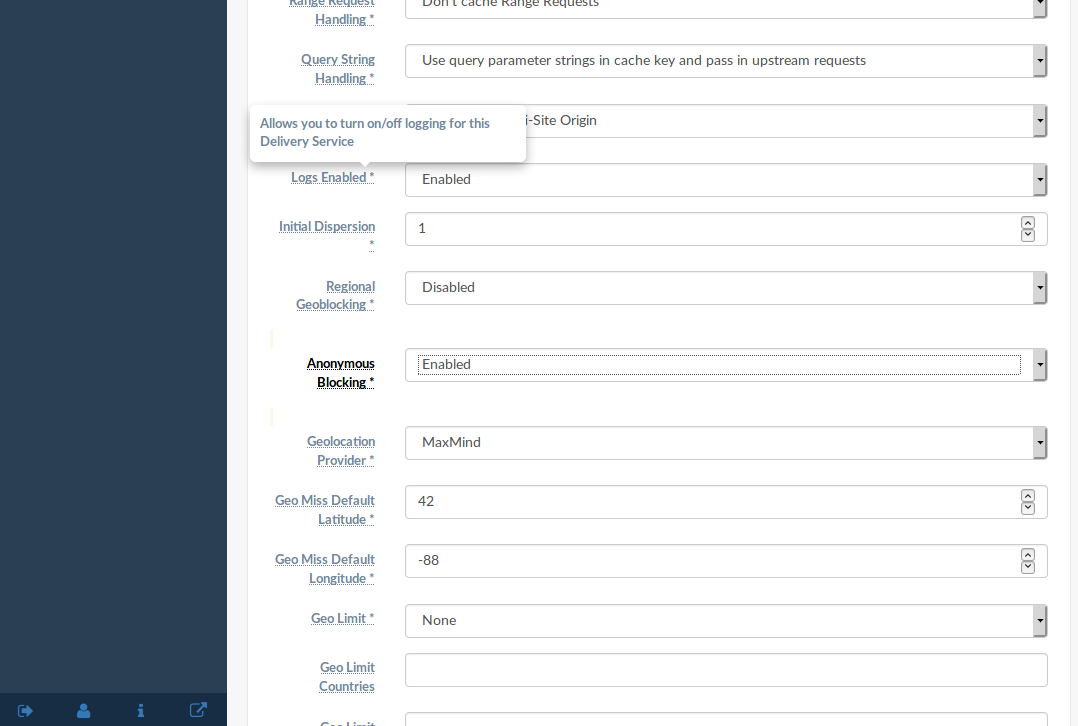 Range Request
Handling *
Don't cache Range Requests
Query String
Handling *
Use query parameter strings in cache key and pass in upstream requests
Allows you to turn on/off logging for this
Delivery Service
i-Site Origin
Logs Enabled *
Enabled
Initial Dispersion
*
1
Regional
Geoblocking *
Disabled
Anonymous
Blocking *
Enabled
Geolocation
Provider *
MaxMind
Geo Miss Default
Latitude *
42
Geo Miss Default
Longitude *
-88
Geo Limit *
None
Geo Limit
Countries
Geo Limit